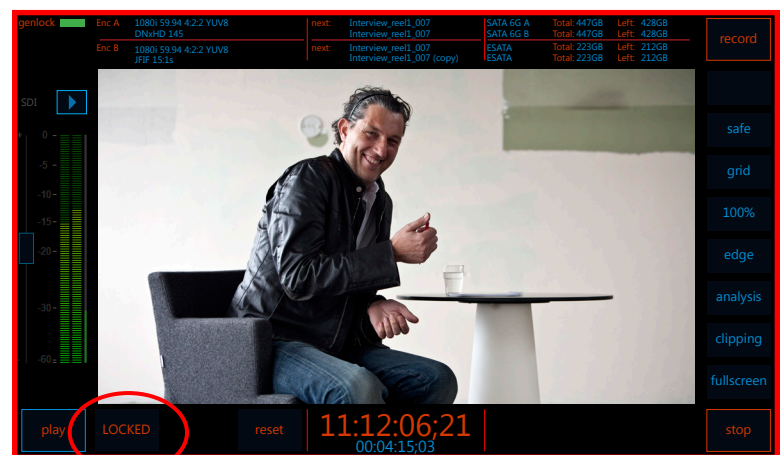 genlock Enc A 1080i 59.94 4:2:2 YUV8 next: Interview_reel1_007 SATA 6G A Total: 447GB Left: 428GB
DNxHD 145 Interview_reel1_007 SATA 6G B Total: 447GB Left: 428GB
Enc B 1080i 59.94 4:2:2 YUV8 next: Interview_reel1_007 ESATA Total: 223GB Left: 212GB
JFIF 15:1s Interview_reel1_007 (copy) ESATA Total: 223GB Left: 212GB
record
SDI
safe
grid
100%
edge
analysis
clipping
fullscreen
0
-5
-10
-15
-20
-30
-60
play LOCKED reset 11:12:06;21 stop
00:04:15;03